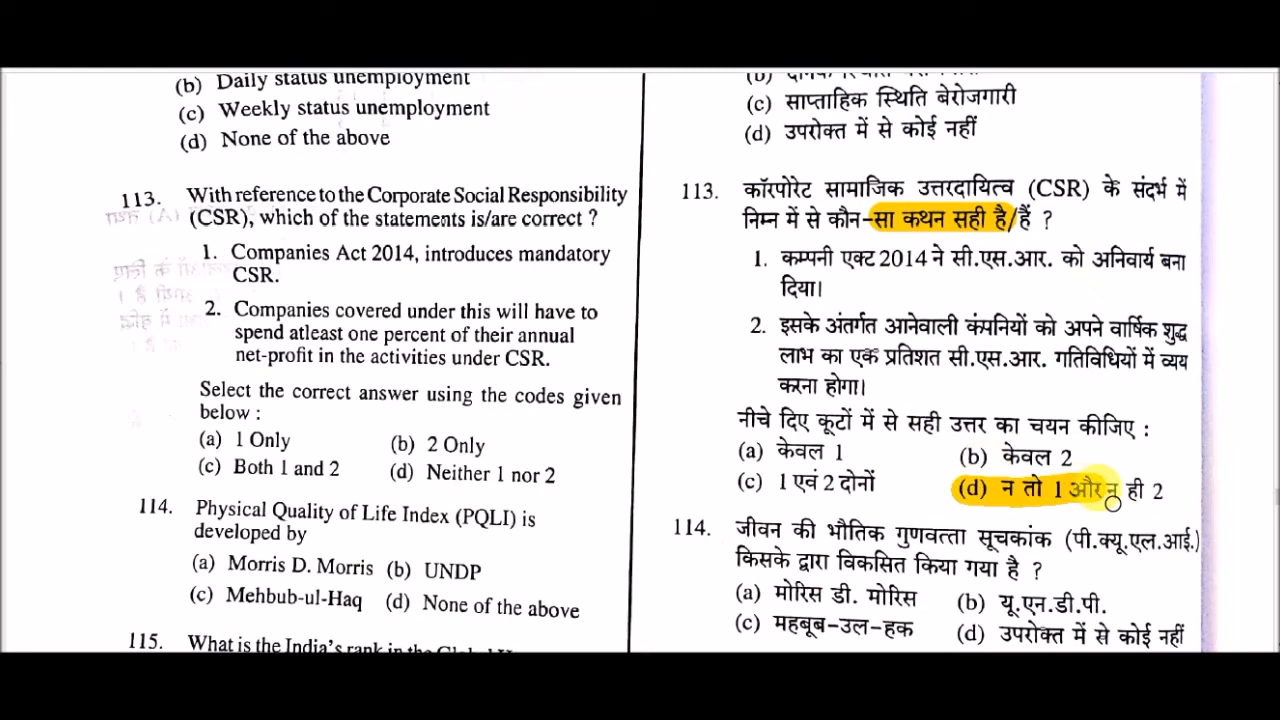 (b) Daily status unemployment
(c) Weekly status unemployment
(d) None of the above
113. With reference to the Corporate Social Responsibility
(CSR), which of the statements is/are correct ?
1. Companies Act 2014, introduces mandatory
CSR.
2. Companies covered under this will have to
spend atleast one percent of their annual
net-profit in the activities under CSR.
Select the correct answer using the codes given
below :
(a) 1 Only (b) 2 Only
(c) Both 1 and 2 (d) Neither 1 nor 2
114. Physical Quality of Life Index (PQLI) is
developed by
(a) Morris D. Morris (b) UNDP
(c) Mehbub-ul-Haq (d) None of the above
115. What is the India's rank in the
(b)
(c) साप्ताहिक स्थिति बेरोजगारी
(d) उपरोक्त में से कोई नहीं
113. कॉरपोरेट सामाजिक उत्तरदायित्व (CSR) के संदर्भ में
निम्न में से कौन-सा कथन सही है/हैं ?
1. कम्पनी एक्ट 2014 ने सी.एस.आर. को अनिवार्य बना
दिया।
2. इसके अंतर्गत आनेवाली कंपनियों को अपने वार्षिक शुद्ध
लाभ का एक प्रतिशत सी.एस.आर. गतिविधियों में व्यय
करना होगा।
नीचे दिए कूटों में से सही उत्तर का चयन कीजिए :
(a) केवल 1 (b) केवल 2
(c) 1 एवं 2 दोनों (d) न तो 1 और न ही 2
114. जीवन की भौतिक गुणवत्ता सूचकांक (पी.क्यू.एल.आई.)
किसके द्वारा विकसित किया गया है ?
(a) मोरिस डी. मोरिस (b) यू.एन.डी.पी.
(c) महबूब-उल-हक (d) उपरोक्त में से कोई नहीं